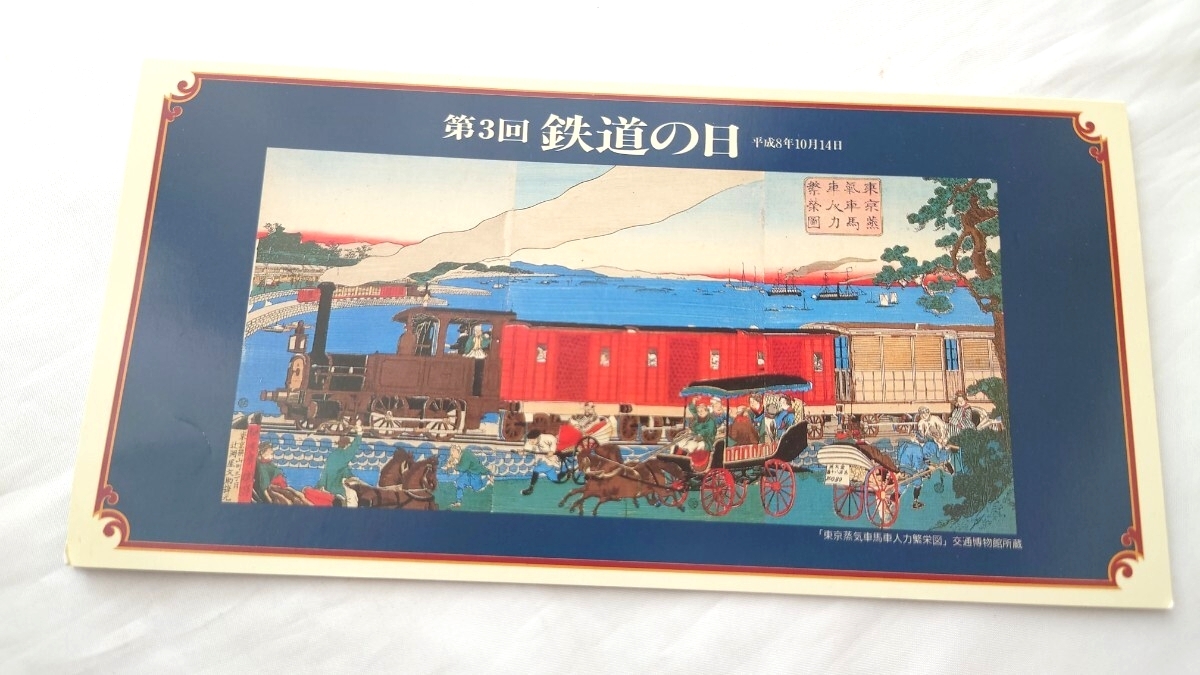 第3回 鉄道の日 平成8年10月14日
東京蒸
氣車馬
車人力
繁榮圖
「東京蒸気車馬車人力繁栄図」交通博物館所蔵